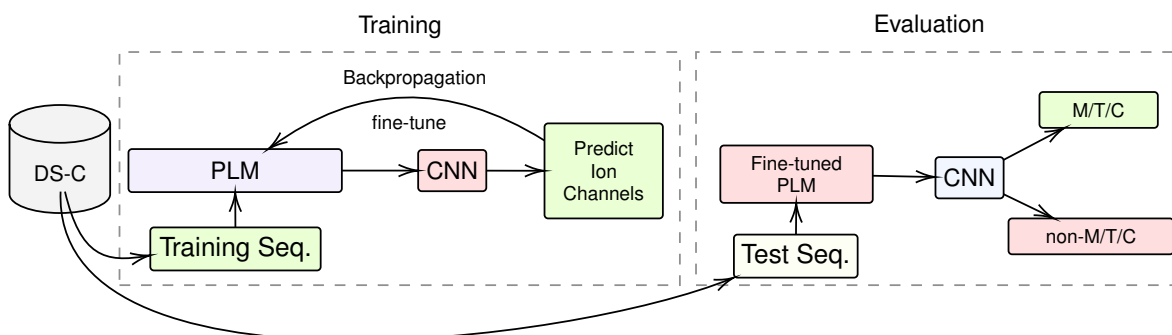 Training
Evaluation
Backpropagation
fine-tune
DS-C
PLM
CNN
Predict
Ion
Channels
Training Seq.
Fine-tuned
PLM
CNN
M/T/C
non-M/T/C
Test Seq.